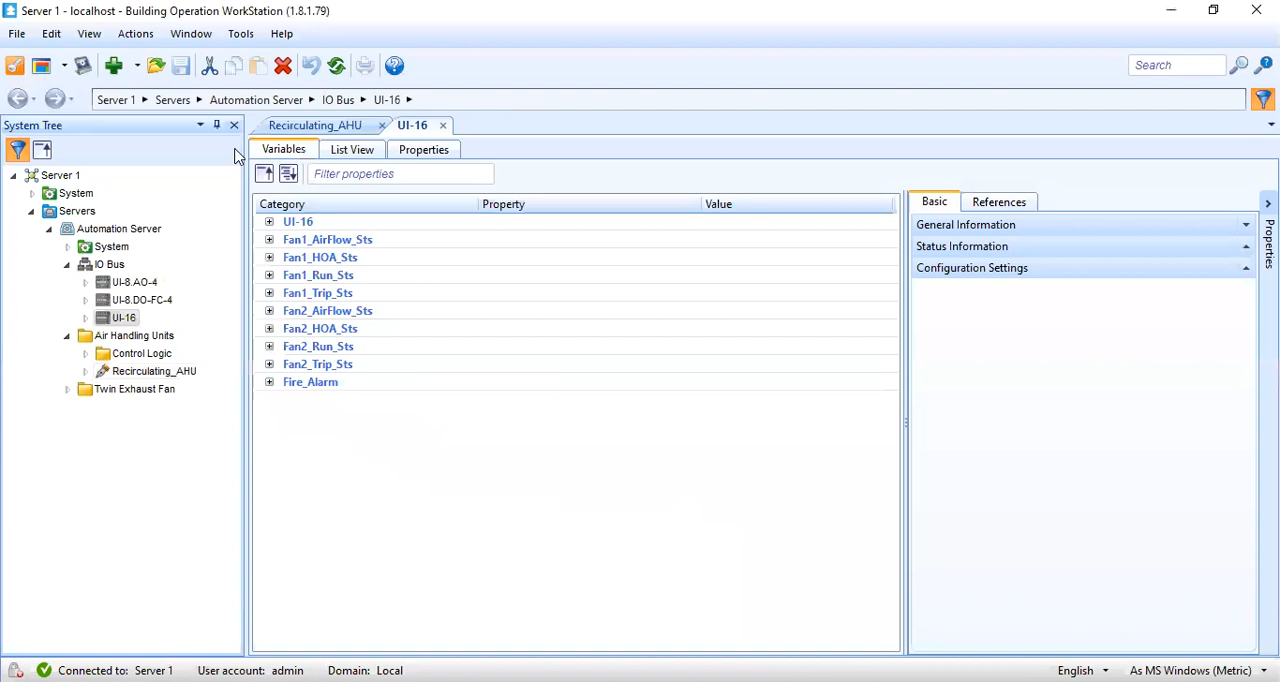 Server 1 - localhost - Building Operation WorkStation (1.8.1.79)
File Edit View Actions Window Tools Help
Search
Server 1 Servers Automation Server IO Bus UI-16
System Tree
Recirculating_AHU UI-16
Variables List View Properties
Filter properties
Server 1
System
Servers
Automation Server
System
IO Bus
UI-8.AO-4
UI-8.DO-FC-4
UI-16
Air Handling Units
Control Logic
Recirculating_AHU
Twin Exhaust Fan
Category Property Value
UI-16
Fan1_AirFlow_Sts
Fan1_HOA_Sts
Fan1_Run_Sts
Fan1_Trip_Sts
Fan2_AirFlow_Sts
Fan2_HOA_Sts
Fan2_Run_Sts
Fan2_Trip_Sts
Fire_Alarm
Basic References
General Information
Status Information
Configuration Settings
Properties
Connected to: Server 1 User account: admin Domain: Local English As MS Windows (Metric)